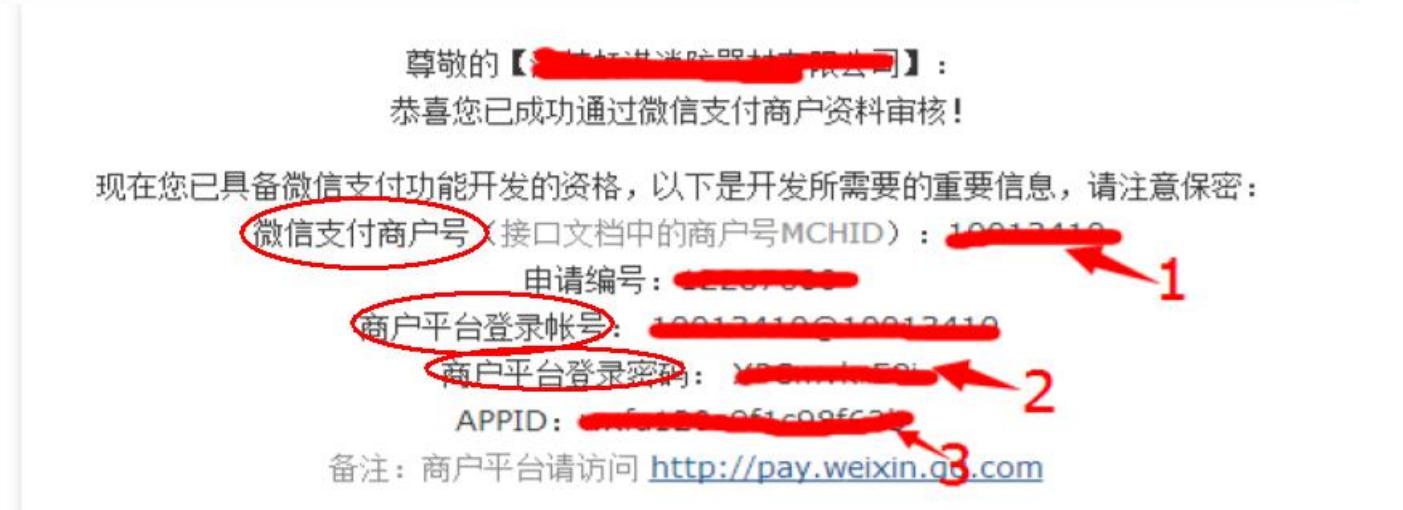 尊敬的【】：
恭喜您已成功通过微信支付商户资料审核！
现在您已具备微信支付功能开发的资格，以下是开发所需要的重要信息，请注意保密：
微信支付商户号（接口文档中的商户号MCHID）：
1
申请编号：
商户平台登录帐号：
商户平台登录密码：
2
APPID：
3
备注：商户平台请访问 http://pay.weixin.qq.com